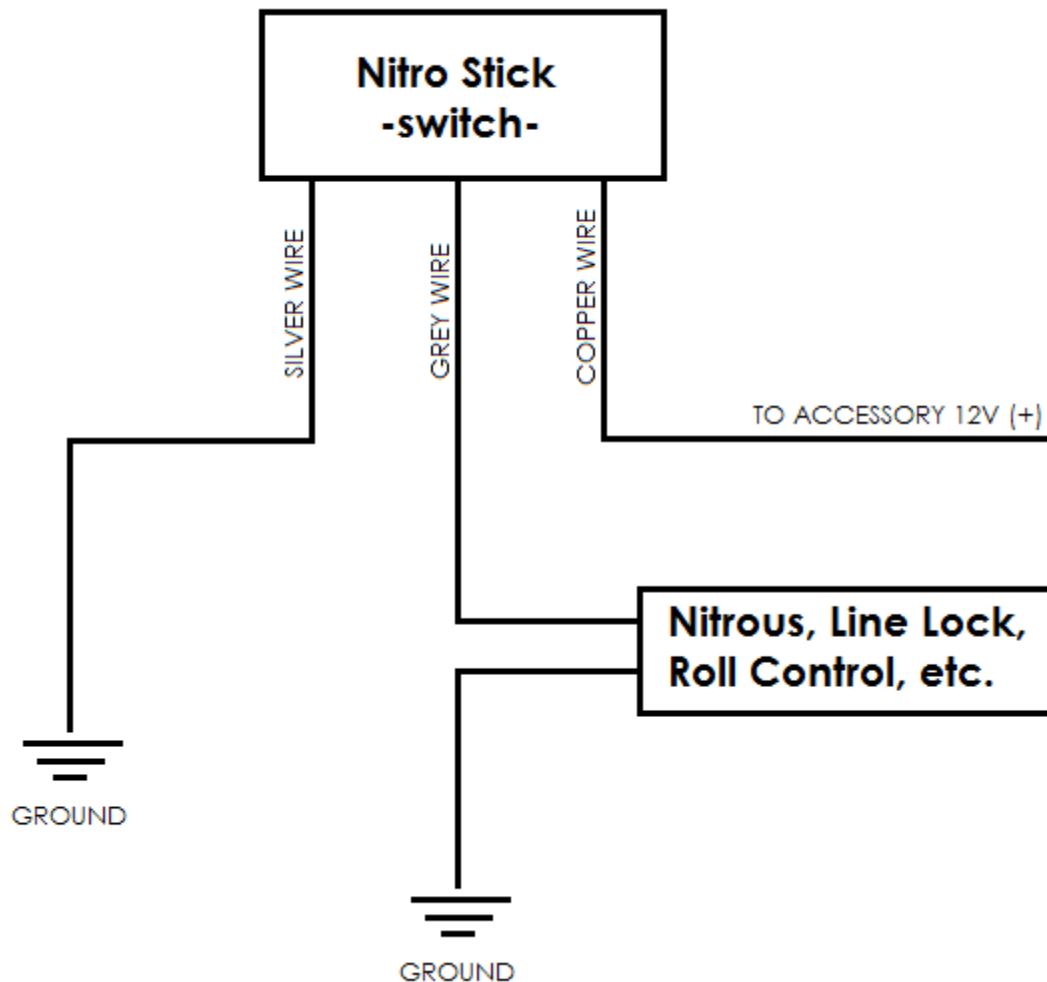 Nitro Stick
-switch-
SILVER WIRE
GREY WIRE
COPPER WIRE
TO ACCESSORY 12V (+)
Nitrous, Line Lock,
Roll Control, etc.
GROUND
GROUND